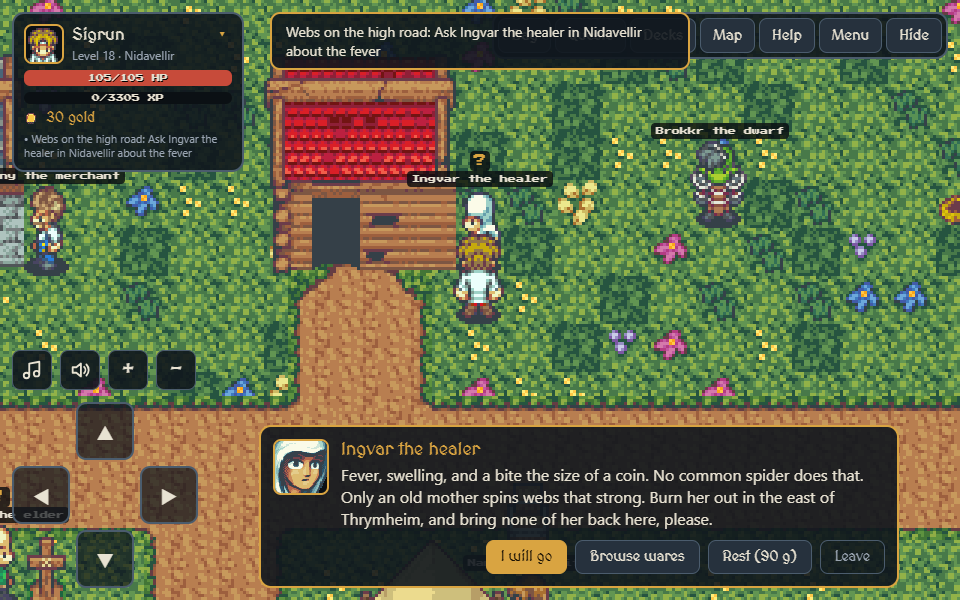 Sigrun
Level 18 · Nidavellir
105/105 HP
0/3305 XP
30 gold
• Webs on the high road: Ask Ingvar the
healer in Nidavellir about the fever
Webs on the high road: Ask Ingvar the healer in Nidavellir
about the fever
Decks
Map
Help
Menu
Hide
ny the merchant
?
Ingvar the healer
Brokkr the dwarf
he elder
Ingvar the healer
Fever, swelling, and a bite the size of a coin. No common spider does that.
Only an old mother spins webs that strong. Burn her out in the east of
Thrymheim, and bring none of her back here, please.
I will go
Browse wares
Rest (90 g)
Leave